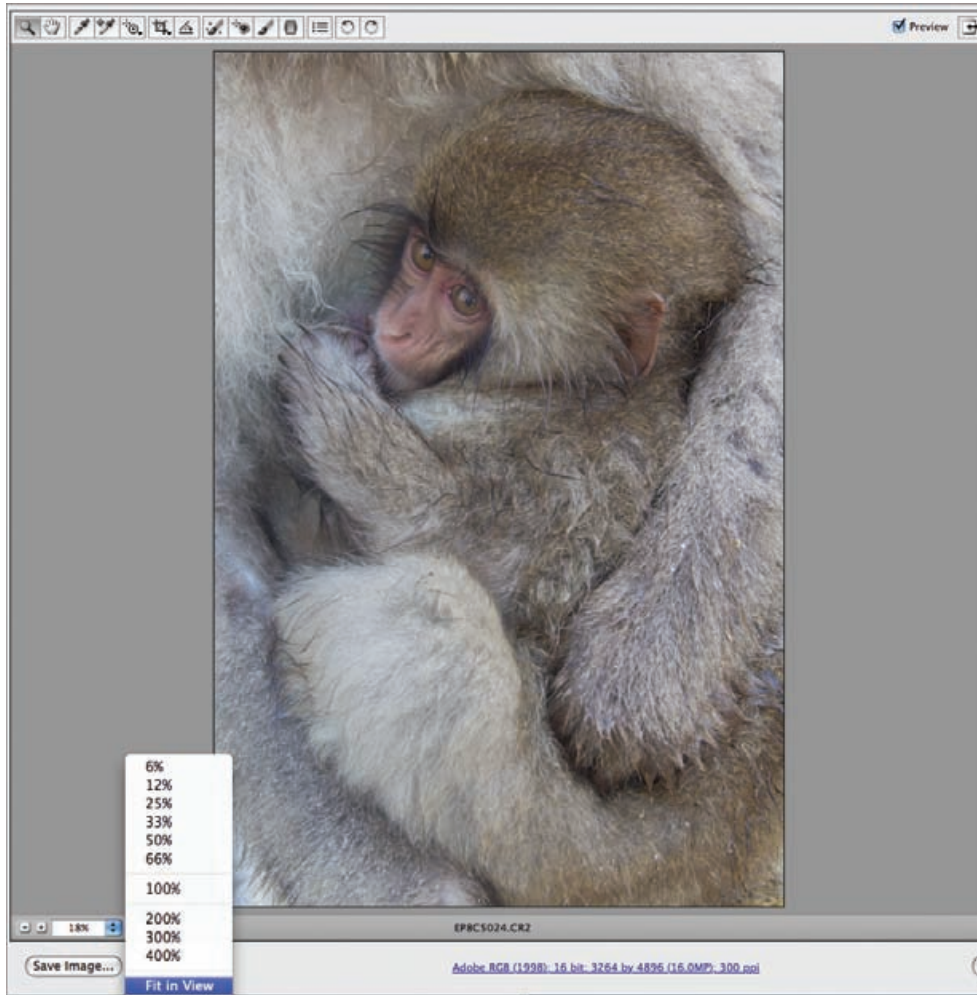 Preview
6%
12%
25%
33%
50%
66%
100%
200%
300%
400%
Fit in View
18%
EP8C5024.CR2
Save Image...
Adobe RGB (1998); 16 bit; 3264 by 4896 (16.0MP); 300 ppi